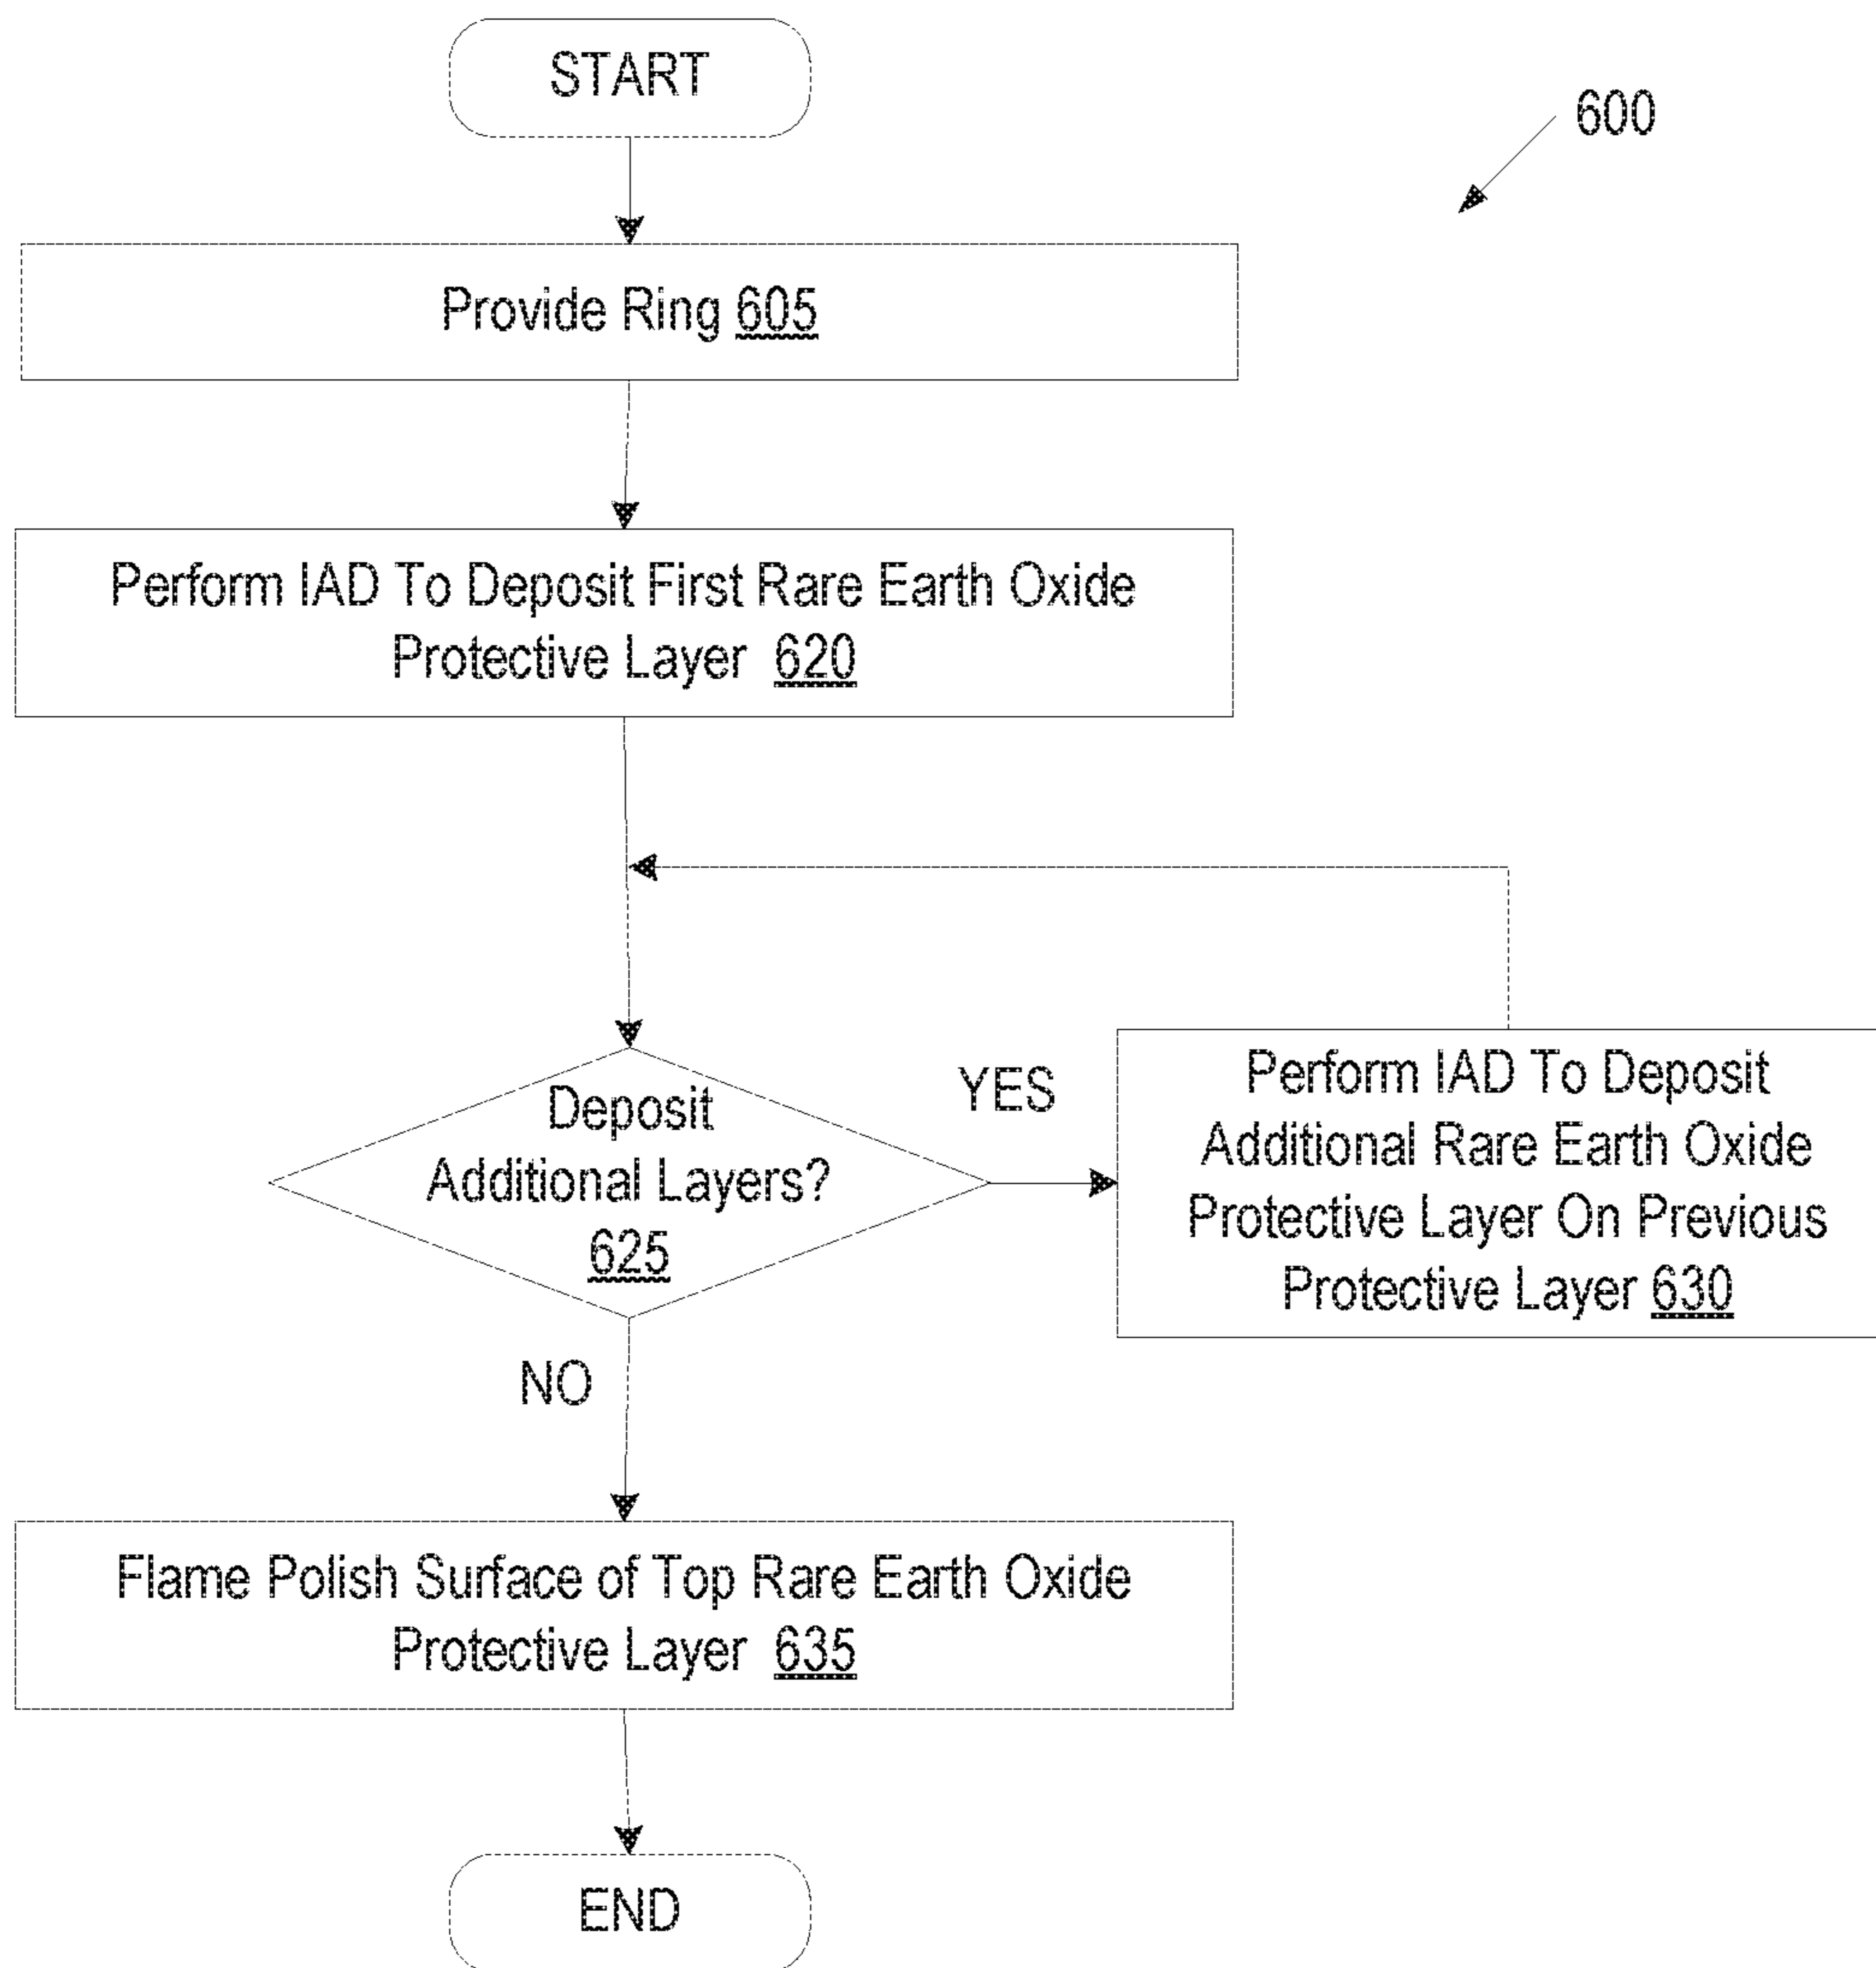 START
600
Provide Ring 605
Perform IAD To Deposit First Rare Earth Oxide
Protective Layer 620
Deposit
Additional Layers?
625
YES
Perform IAD To Deposit
Additional Rare Earth Oxide
Protective Layer On Previous
Protective Layer 630
NO
Flame Polish Surface of Top Rare Earth Oxide
Protective Layer 635
END